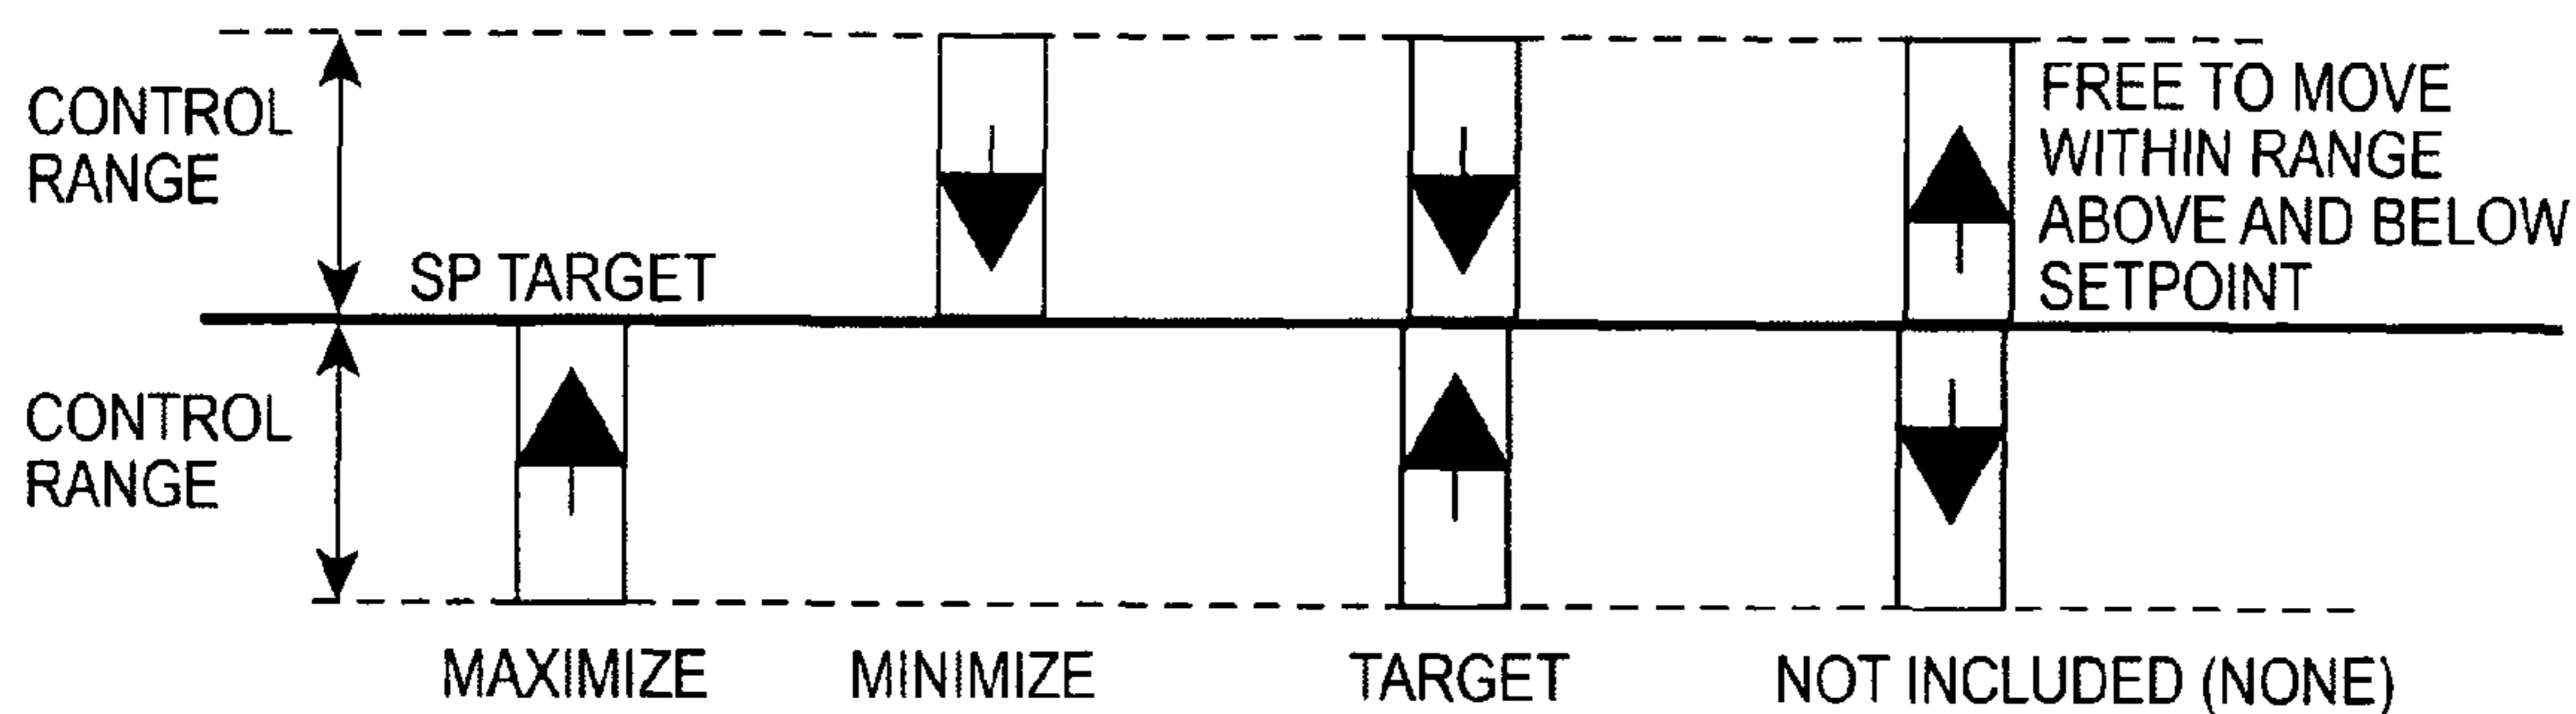 CONTROL
RANGE
SP TARGET
FREE TO MOVE
WITHIN RANGE
ABOVE AND BELOW
SETPOINT
CONTROL
RANGE
MAXIMIZE
MINIMIZE
TARGET
NOT INCLUDED (NONE)